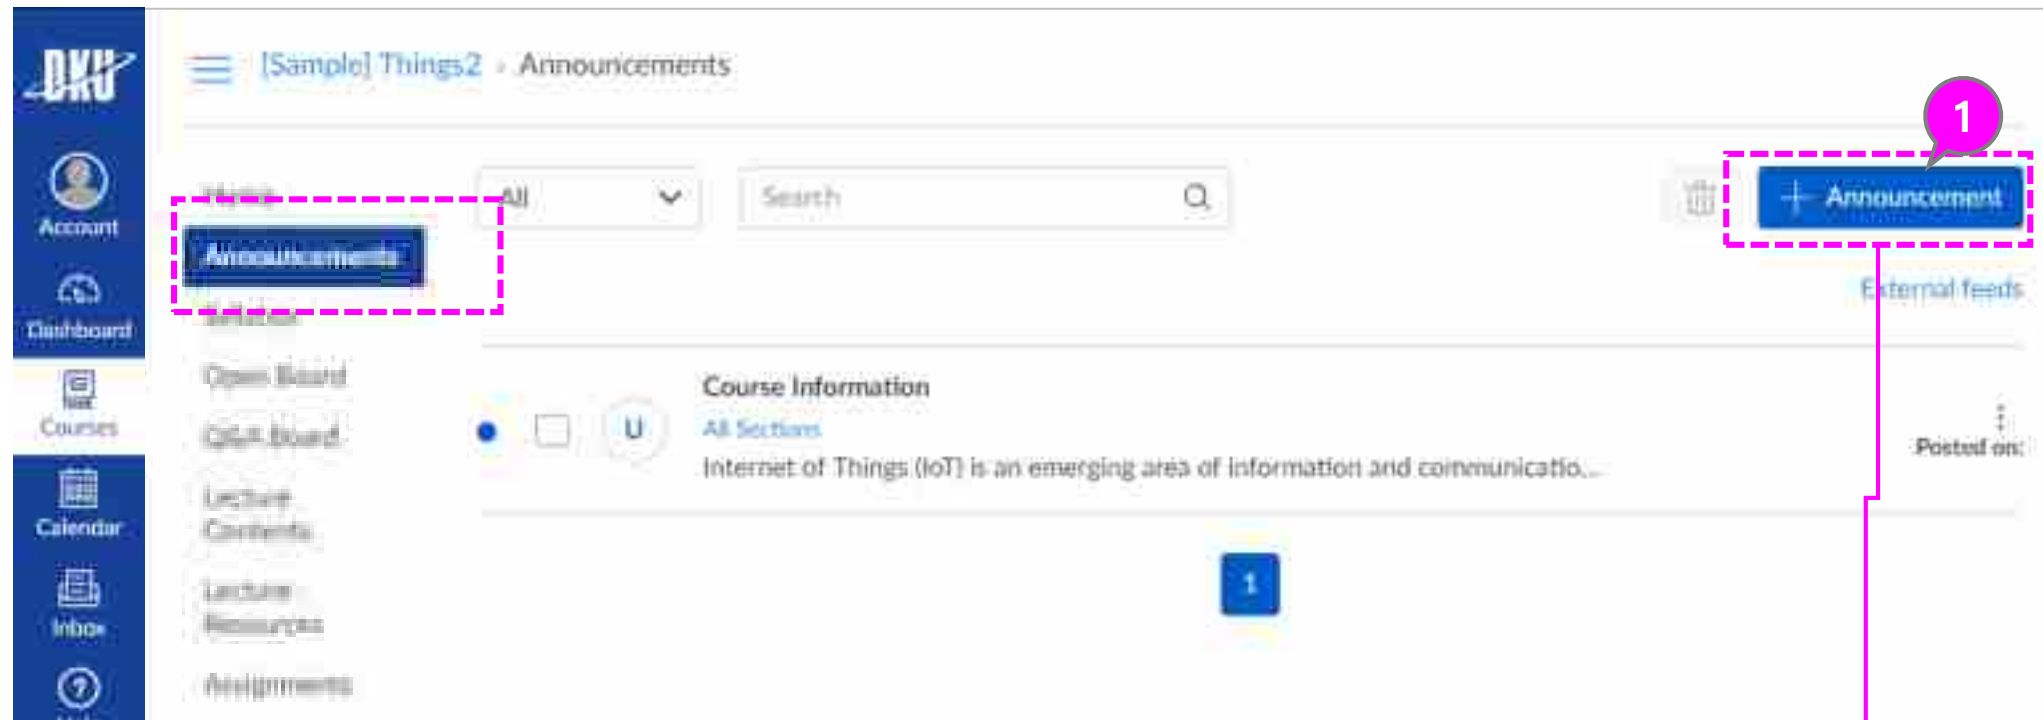 DKU
Account
Dashboard
Courses
Calendar
Inbox
[Sample] Things2 › Announcements
Home
Announcements
Syllabus
Open Board
Q&A Board
Lecture
Contents
Lecture
Resources
Assignments
All
Search
1
+ Announcement
External feeds
Course Information
U
All Sections
Internet of Things (IoT) is an emerging area of information and communicatio...
Posted on:
1